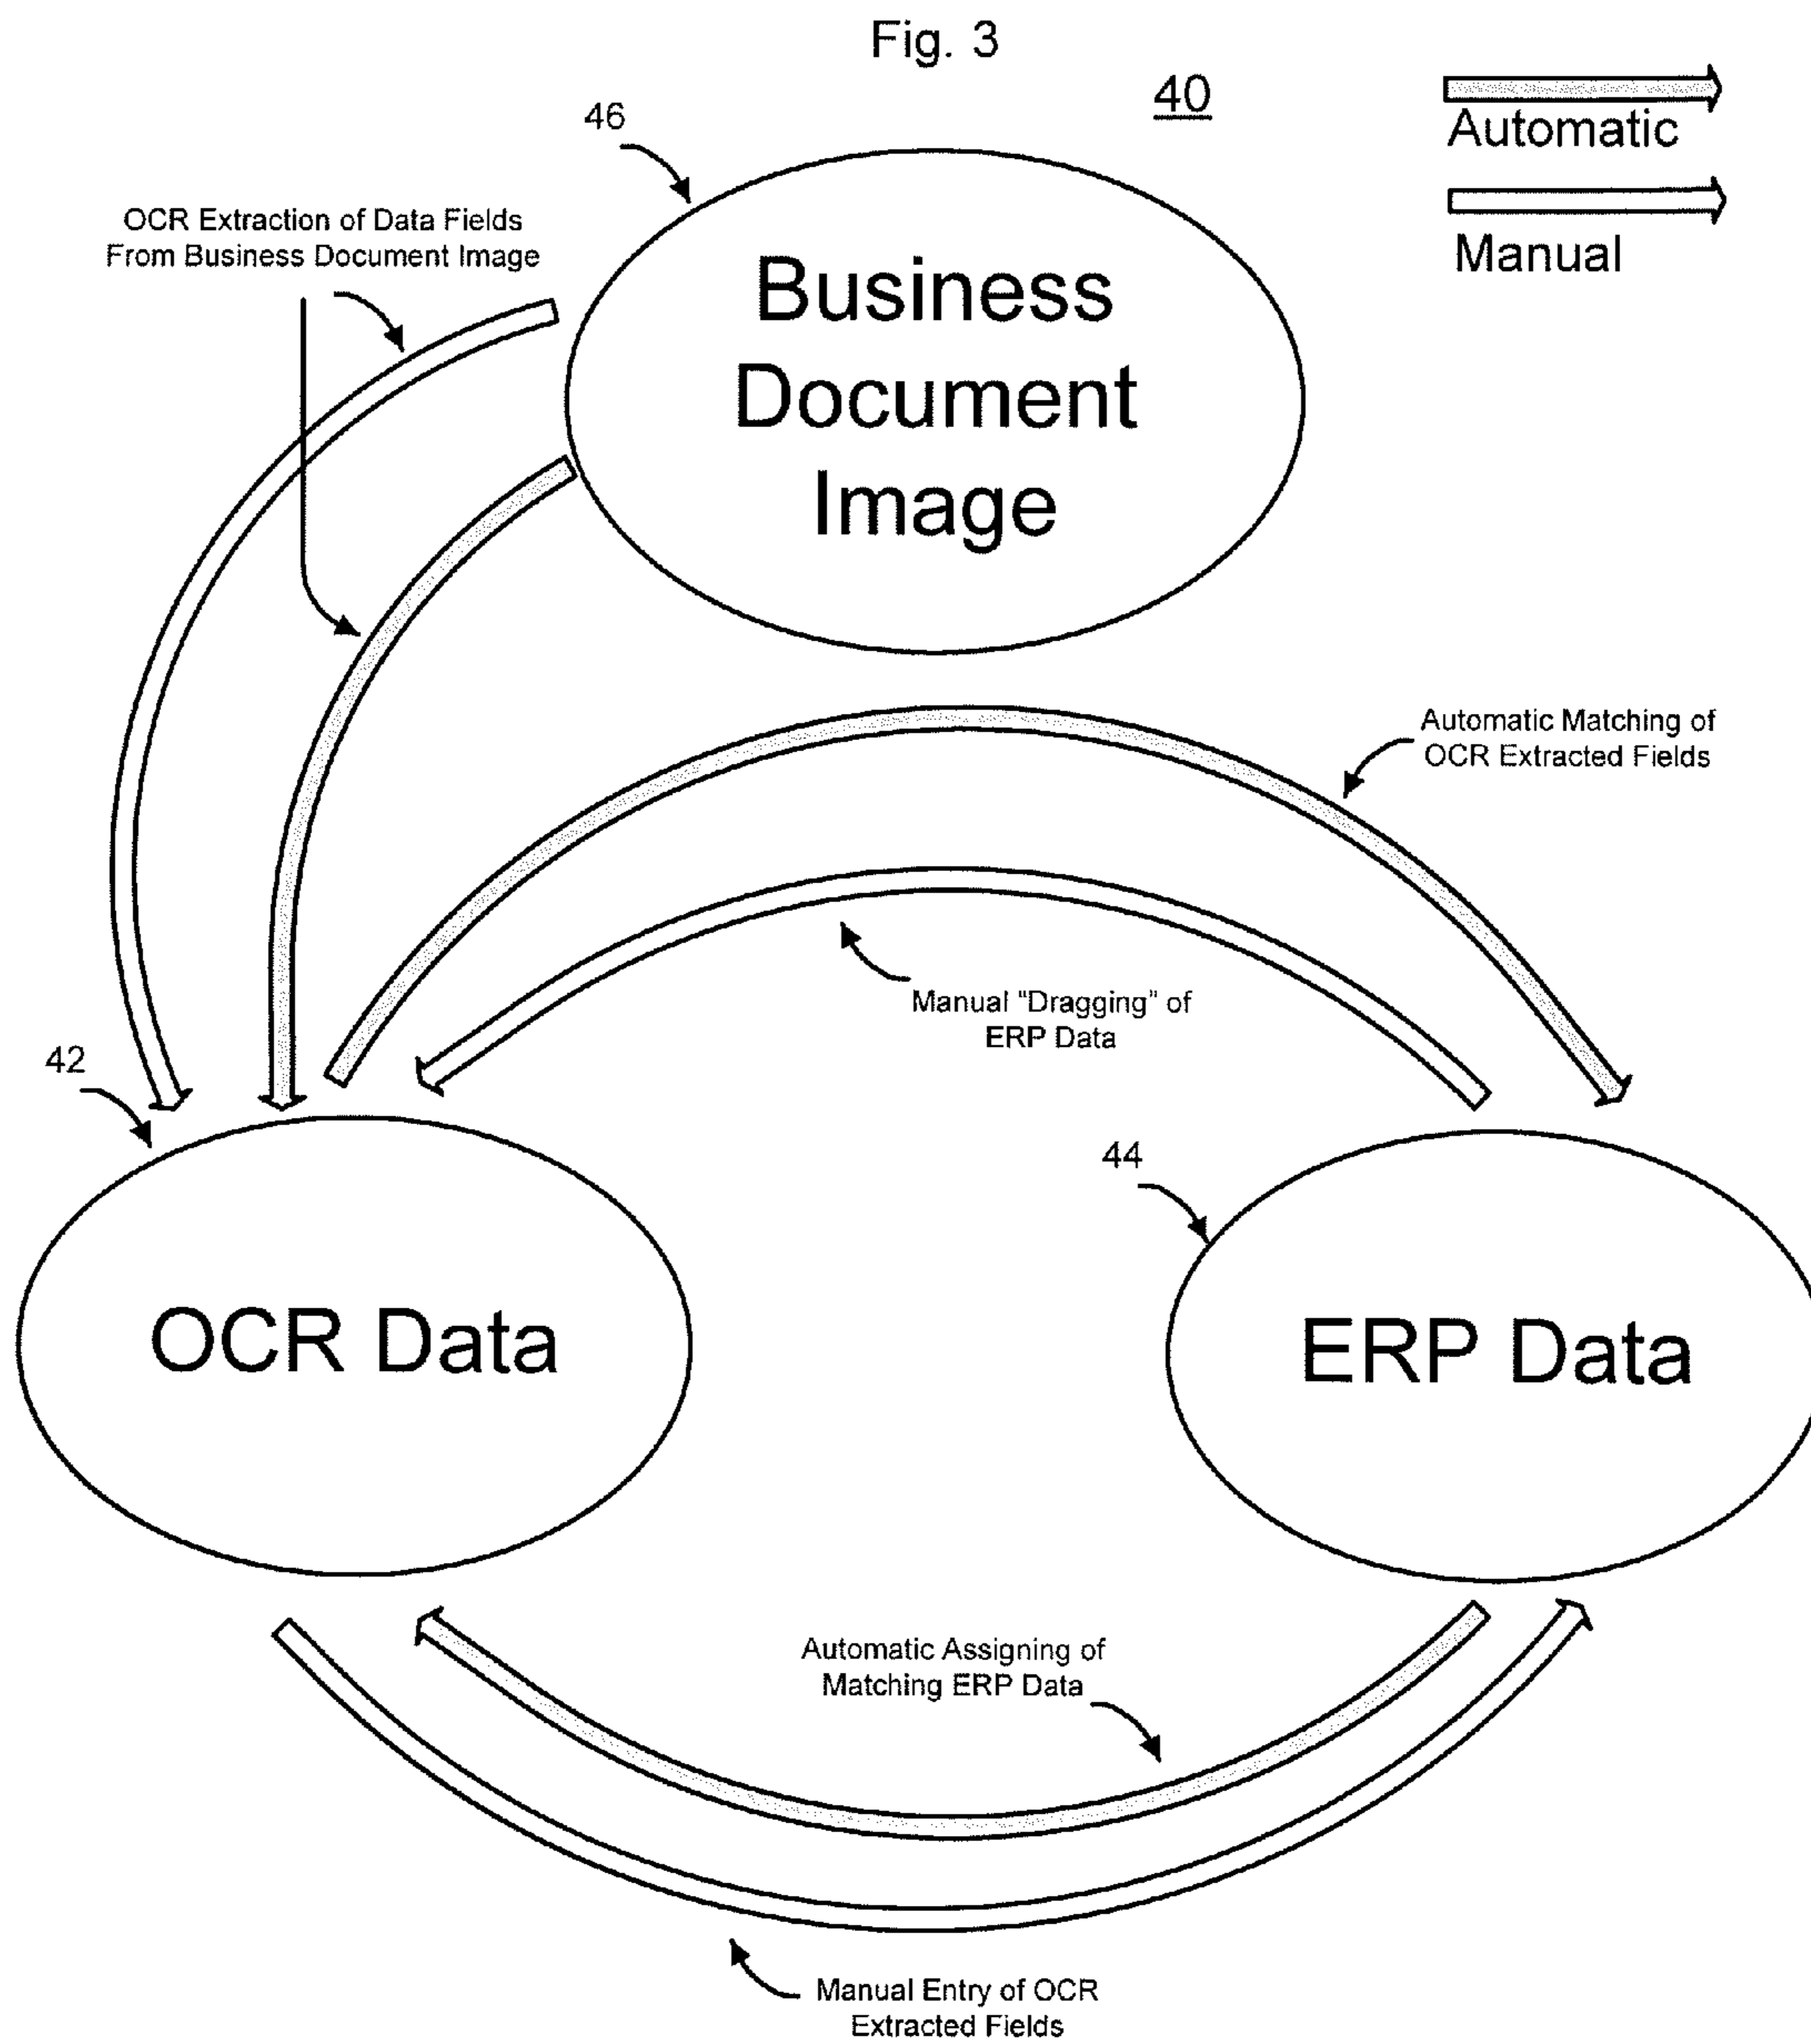 Fig. 3
40
Automatic
Manual
46
OCR Extraction of Data Fields
From Business Document Image
Business
Document
Image
Automatic Matching of
OCR Extracted Fields
Manual “Dragging” of
ERP Data
42
44
OCR Data
ERP Data
Automatic Assigning of
Matching ERP Data
Manual Entry of OCR
Extracted Fields